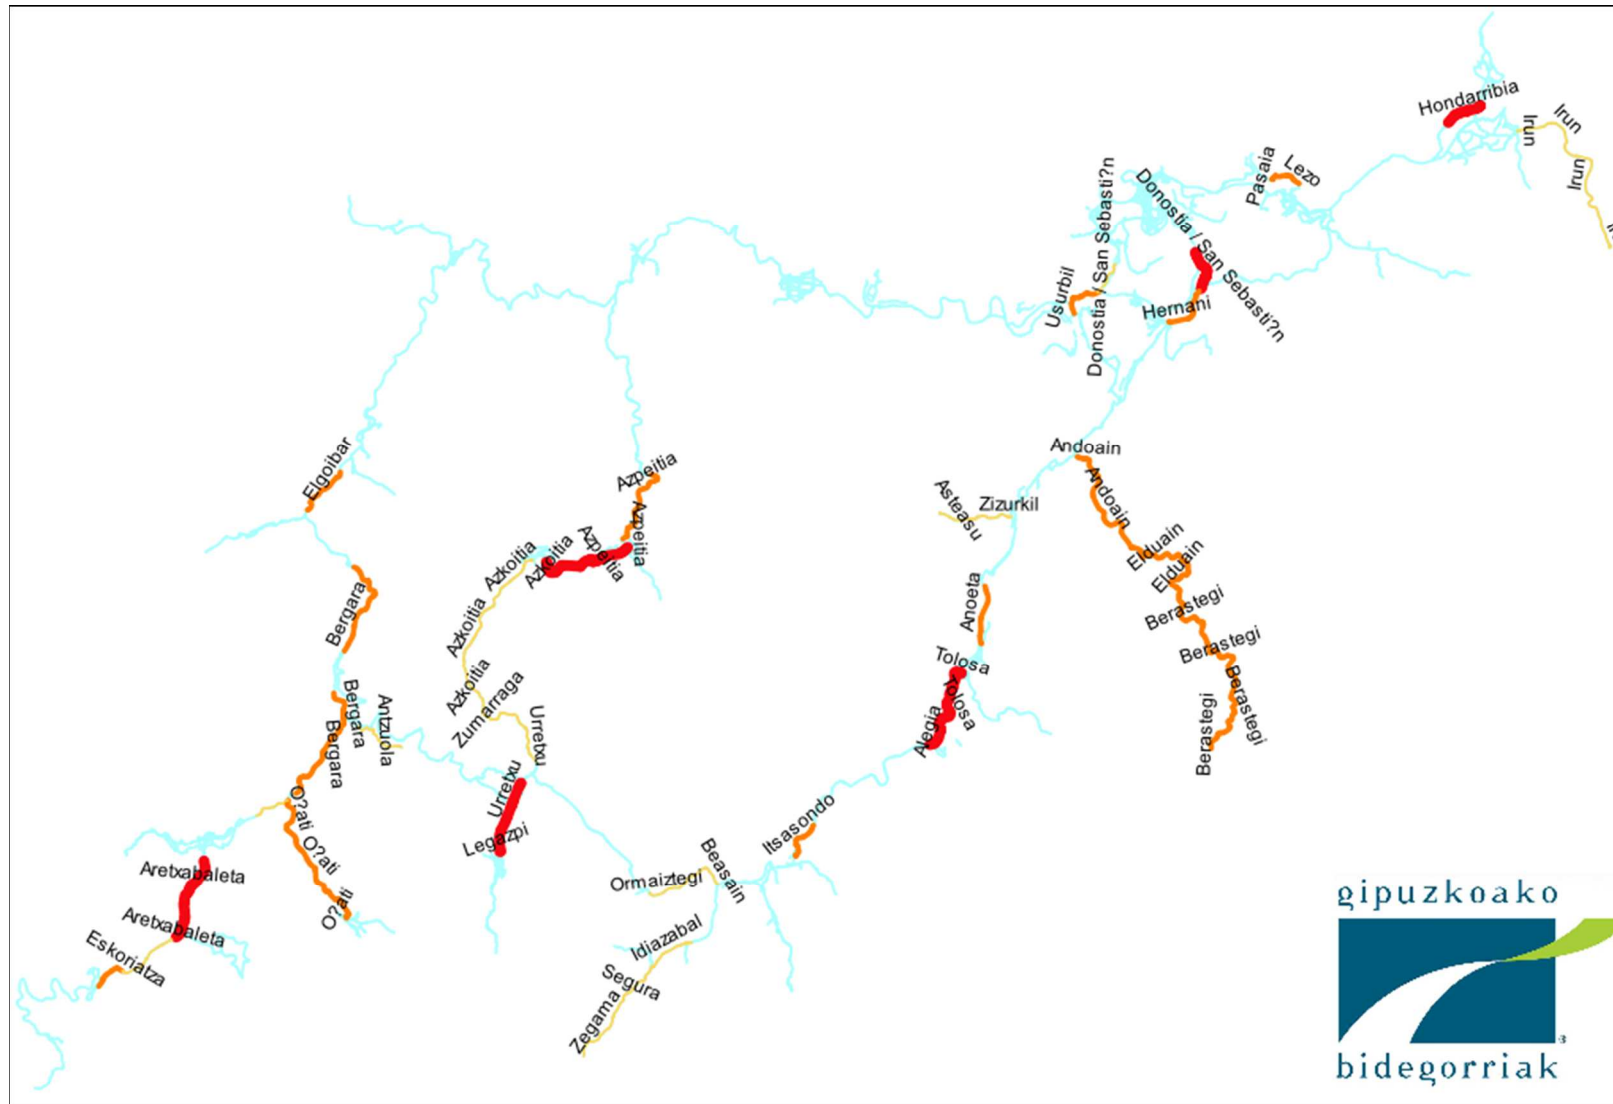 Hondarribia
Irun
Irun
Irun
Pasaia
Lezo
Donostia / San Sebasti?n
Donostia / San Sebasti?n
Usurbil
Hernani
Andoain
Andoain
Elduain
Elduain
Berastegi
Berastegi
Berastegi
Berastegi
Asteasu
Zizurkil
Anoeta
Tolosa
Tolosa
Alegia
Itsasondo
Beasain
Ormaiztegi
Idiazabal
Segura
Zegama
Elgoibar
Azpeitia
Azpeitia
Azpeitia
Azkoitia
Azkoitia
Azkoitia
Azkoitia
Zumarraga
Urretxu
Urretxu
Legazpi
Bergara
Bergara
Bergara
Antzuola
O?ati
O?ati
O?ati
Aretxabaleta
Aretxabaleta
Eskoriatza
gipuzkoako
bidegorriak